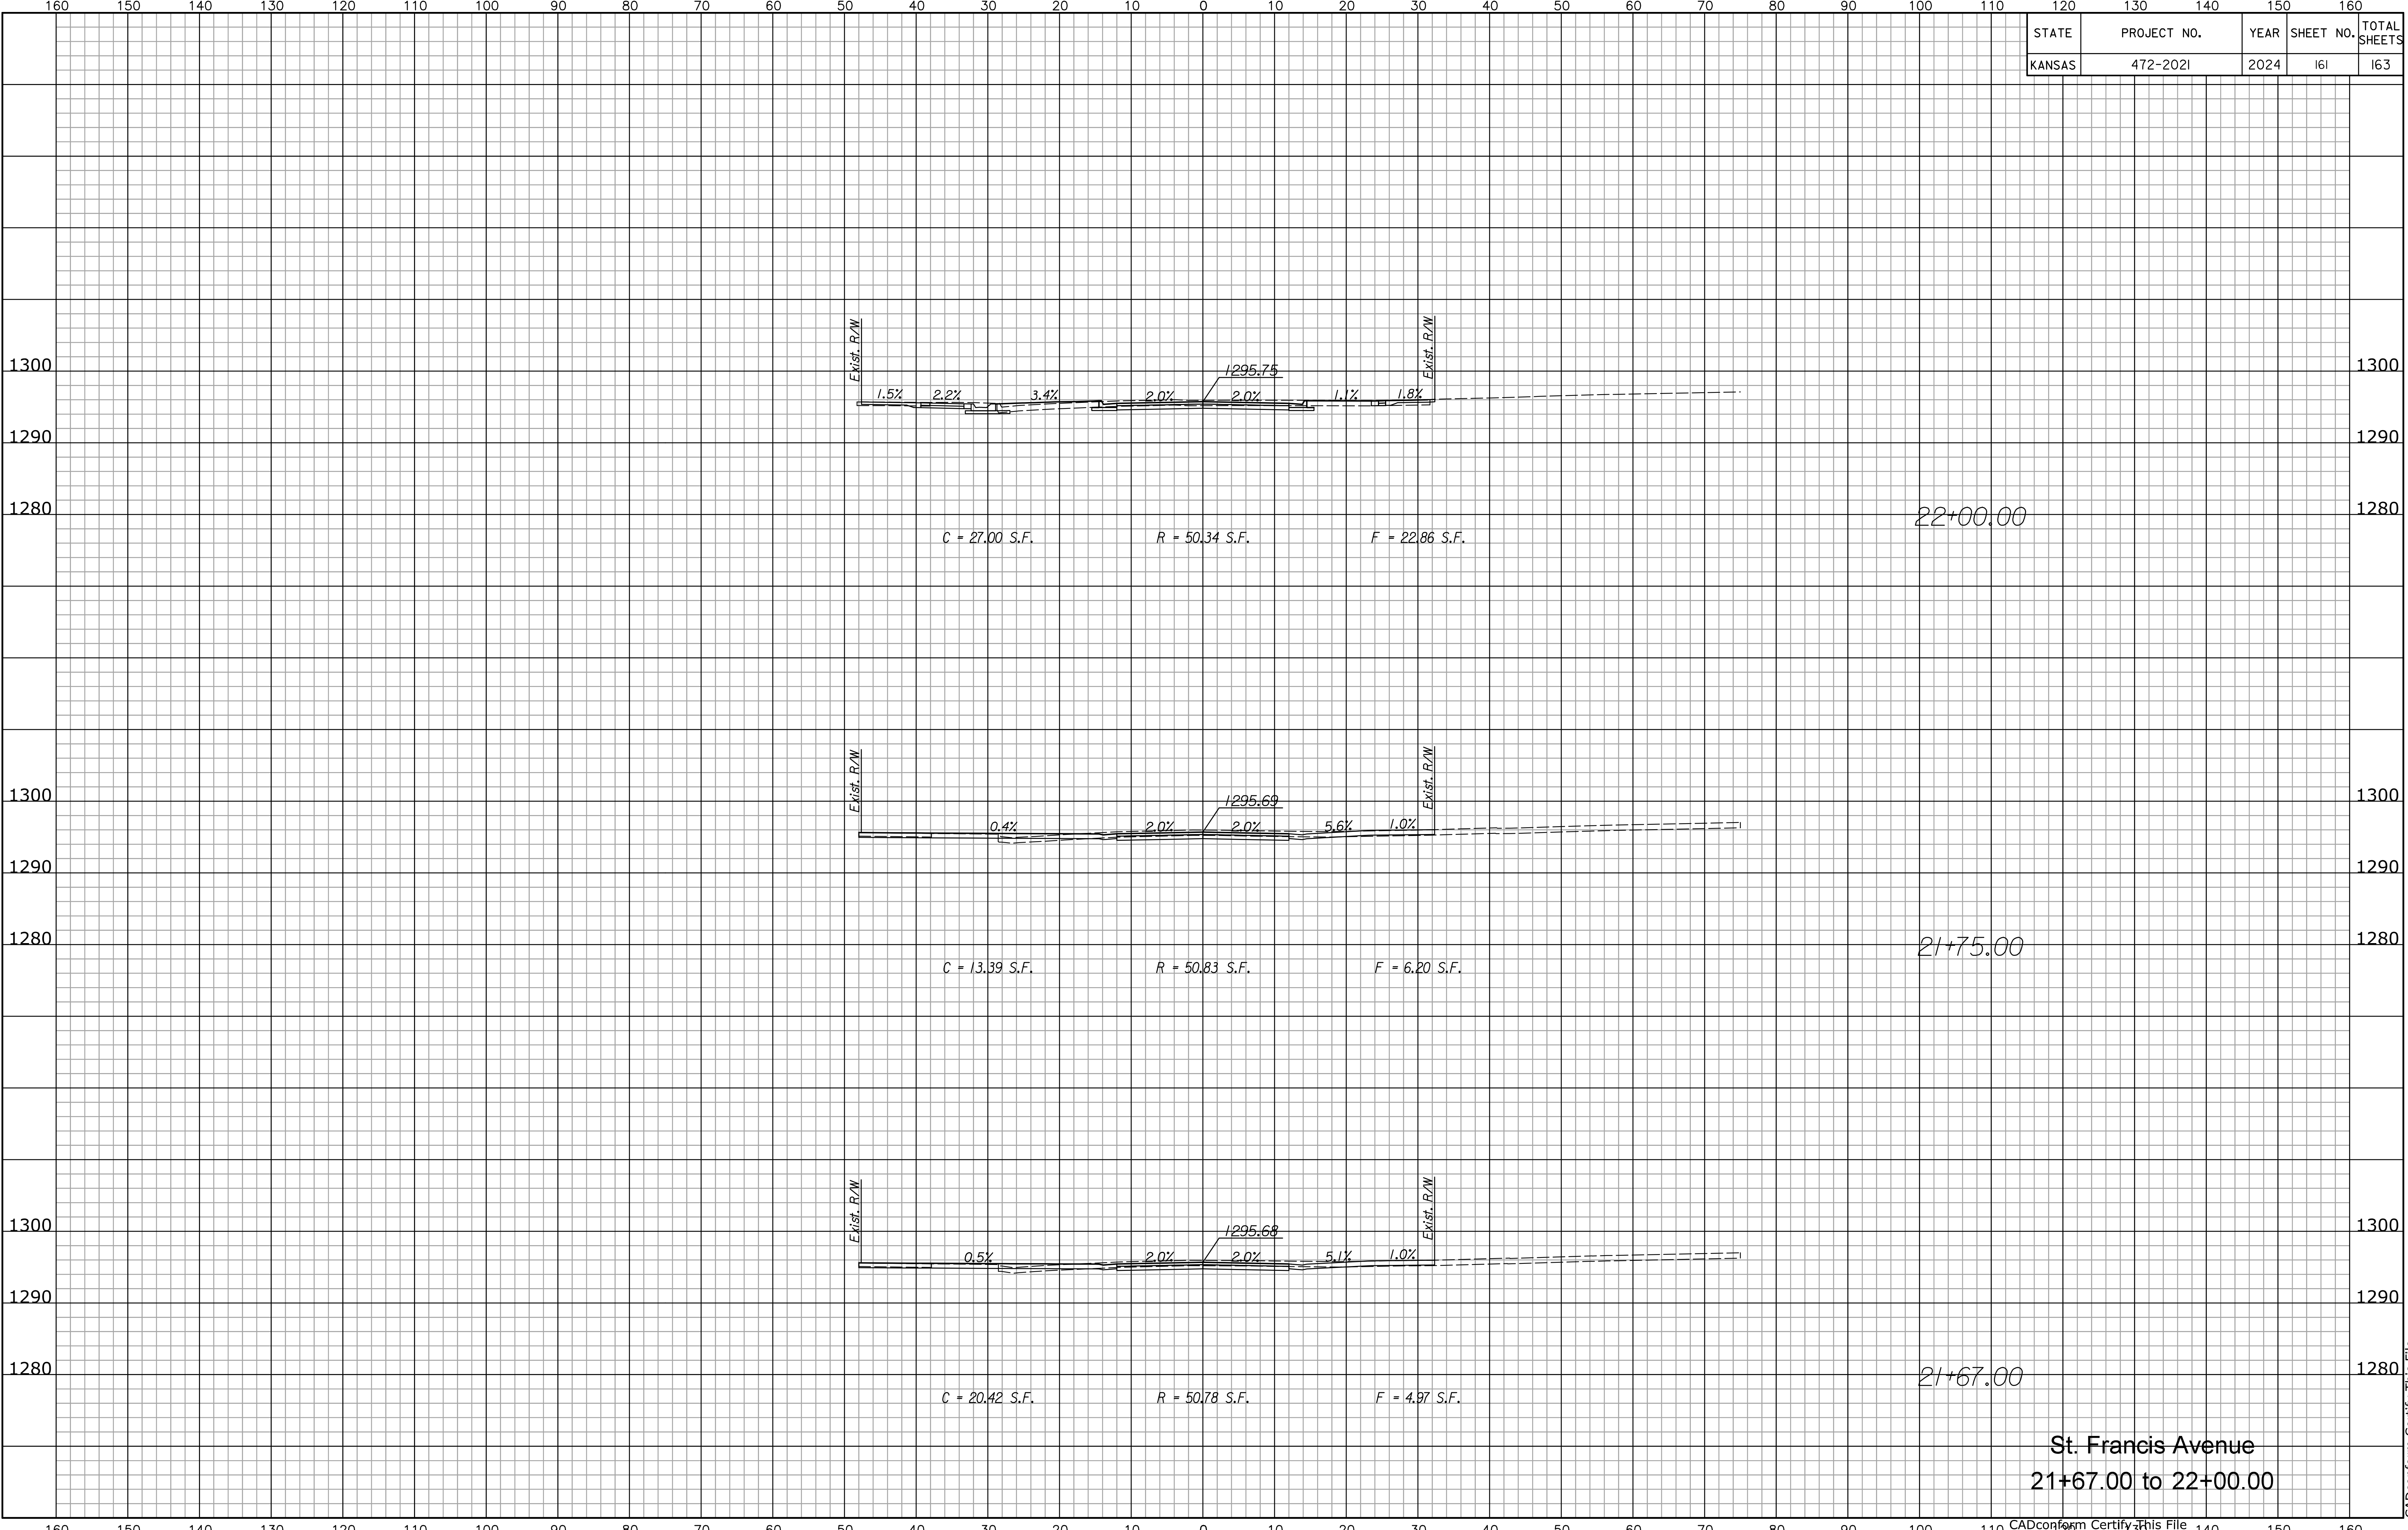 160 150 140 130 120 110 100 90 80 70 60 50 40 30 20 10 0 10 20 30 40 50 60 70 80 90 100 110 120 130 140 150 160
STATE PROJECT NO. YEAR SHEET NO. TOTAL SHEETS
KANSAS 472-2021 2024 161 163
Exist. R/W
Exist. R/W
1300 1295.75 1300
1.5% 2.2% 3.4% 2.0% 2.0% 1.1% 1.8%
1290 1290
1280 22+00.00 1280
C = 27.00 S.F. R = 50.34 S.F. F = 22.86 S.F.
Exist. R/W
Exist. R/W
1300 1295.69 1300
0.4% 2.0% 2.0% 5.6% 1.0%
1290 1290
1280 21+75.00 1280
C = 13.39 S.F. R = 50.83 S.F. F = 6.20 S.F.
Exist. R/W
Exist. R/W
1300 1295.68 1300
0.5% 2.0% 2.0% 5.1% 1.0%
1290 1290
1280 21+67.00 1280
C = 20.42 S.F. R = 50.78 S.F. F = 4.97 S.F.
St. Francis Avenue
21+67.00 to 22+00.00
160 150 140 130 120 110 100 90 80 70 60 50 40 30 20 10 0 10 20 30 40 50 60 70 80 90 100 110 120 130 140 150 160
CADconform Certify This File